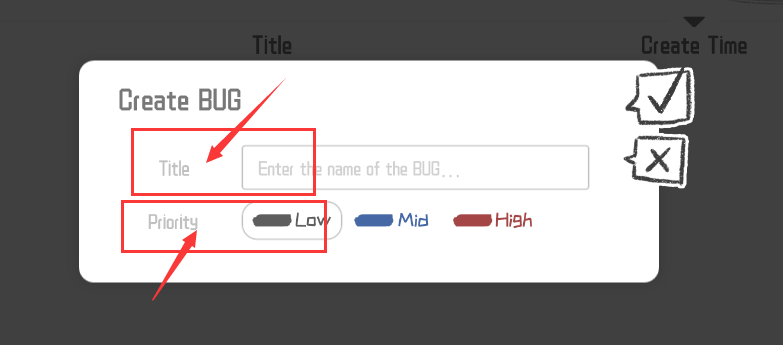 Title Create Time
Create BUG
Title Enter the name of the BUG...
Priority Low Mid High